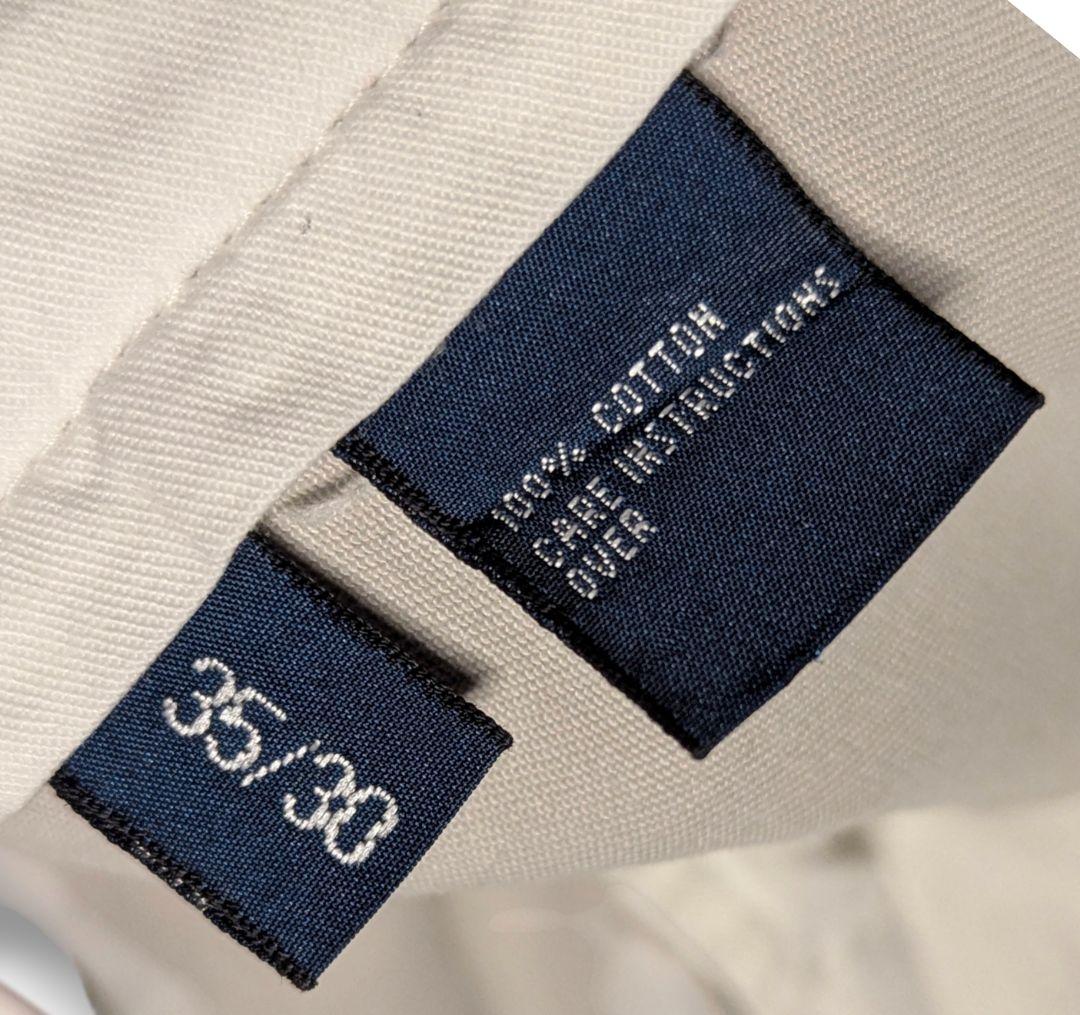 100% COTTON
CARE INSTRUCTIONS
OVER
35/30